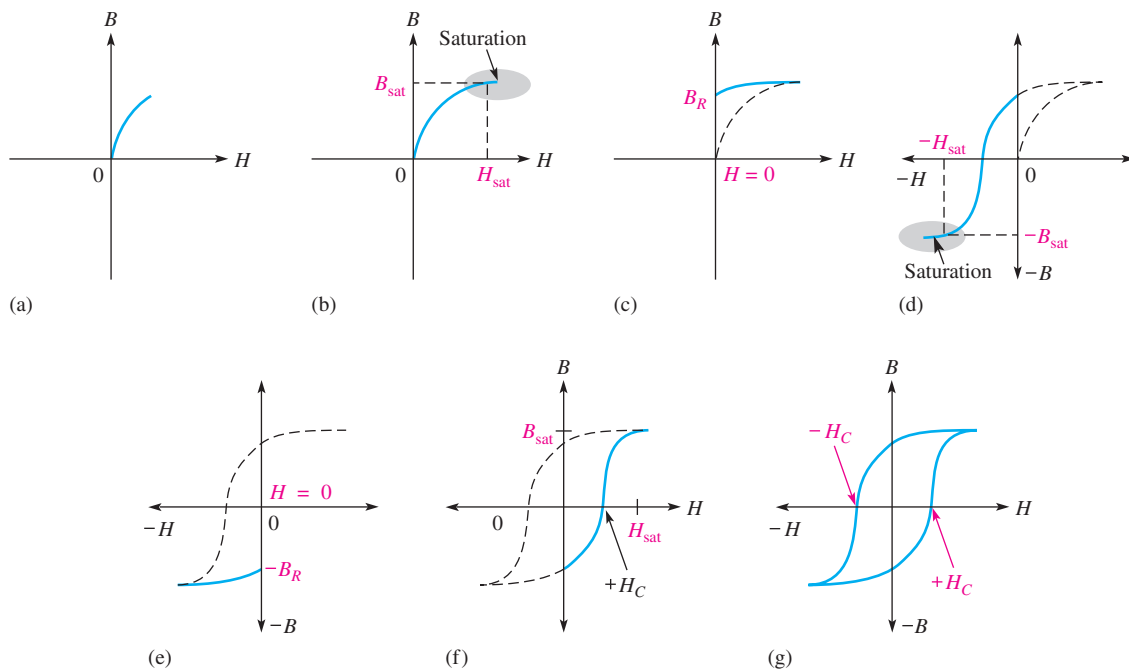 B
H
0
(a)
B
Saturation
B_sat
0
H_sat
H
(b)
B
B_R
H = 0
H
(c)
−H_sat
−H
0
−B_sat
Saturation
−B
(d)
H = 0
−H
0
−B_R
−B
(e)
B
B_sat
0
H_sat
H
+H_C
(f)
B
−H_C
−H
H
+H_C
−B
(g)